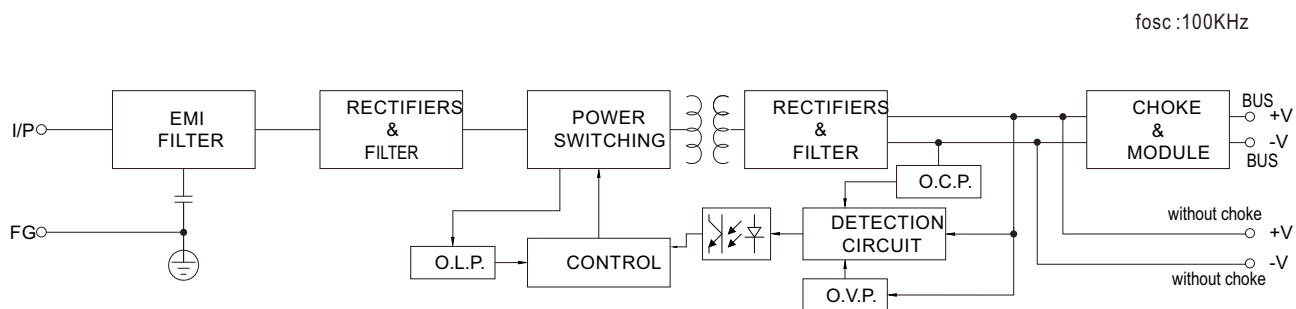 fosc :100KHz
I/P
EMI
FILTER
RECTIFIERS
&
FILTER
POWER
SWITCHING
RECTIFIERS
&
FILTER
CHOKE
&
MODULE
BUS
+V
-V
BUS
O.C.P.
FG
O.L.P.
CONTROL
DETECTION
CIRCUIT
O.V.P.
without choke
+V
-V
without choke